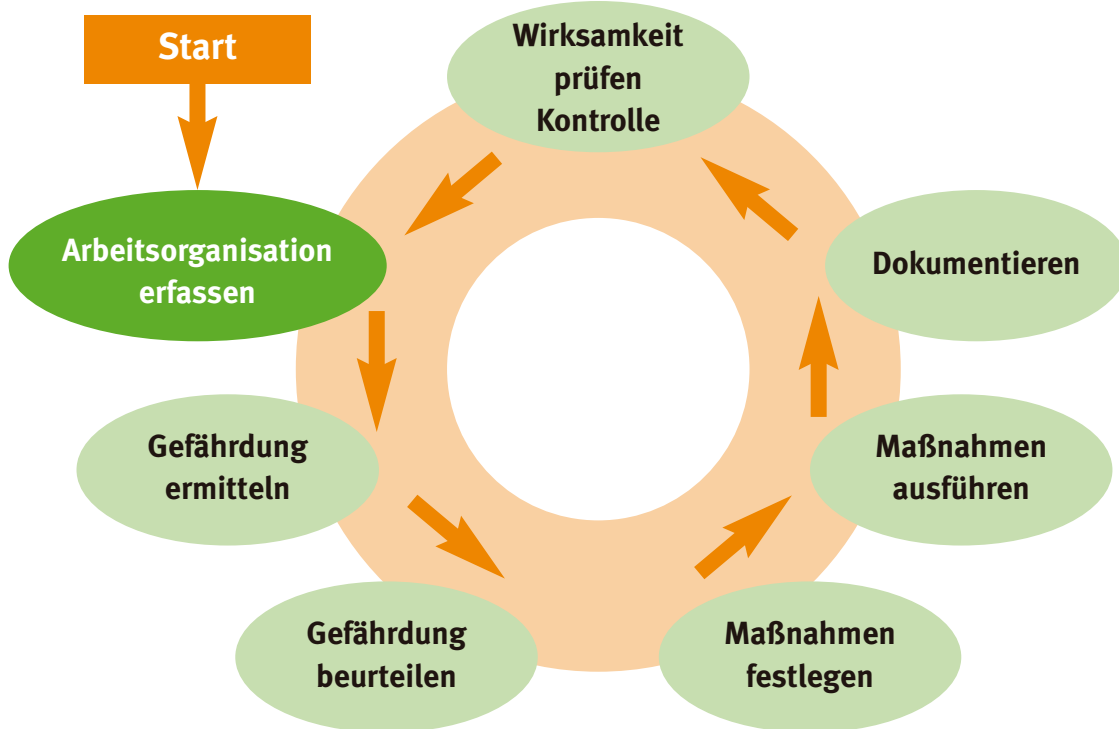 Start
Arbeitsorganisation
erfassen
Gefährdung
ermitteln
Gefährdung
beurteilen
Maßnahmen
festlegen
Maßnahmen
ausführen
Dokumentieren
Wirksamkeit
prüfen
Kontrolle